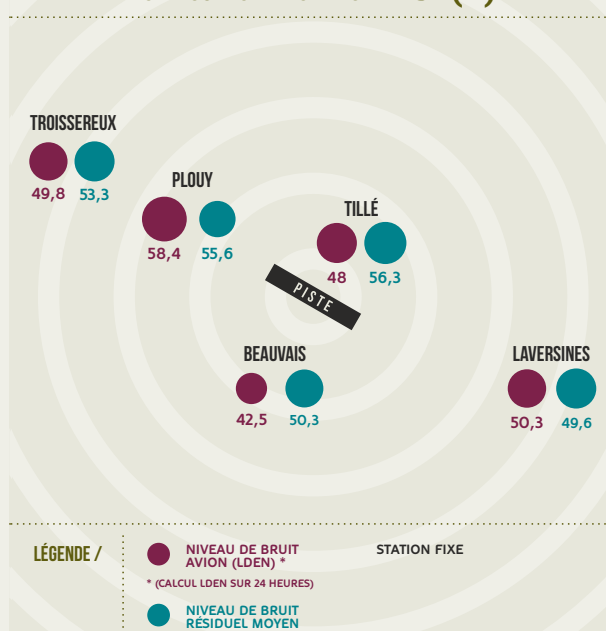 TROISSEREUX
49,8 53,3
PLOUY
58,4 55,6
TILLÉ
48 56,3
PISTE
BEAUVAIS
42,5 50,3
LAVERSINES
50,3 49,6
LÉGENDE /
NIVEAU DE BRUIT
AVION (LDEN) *
* (CALCUL LDEN SUR 24 HEURES)
NIVEAU DE BRUIT
RÉSIDUEL MOYEN
STATION FIXE